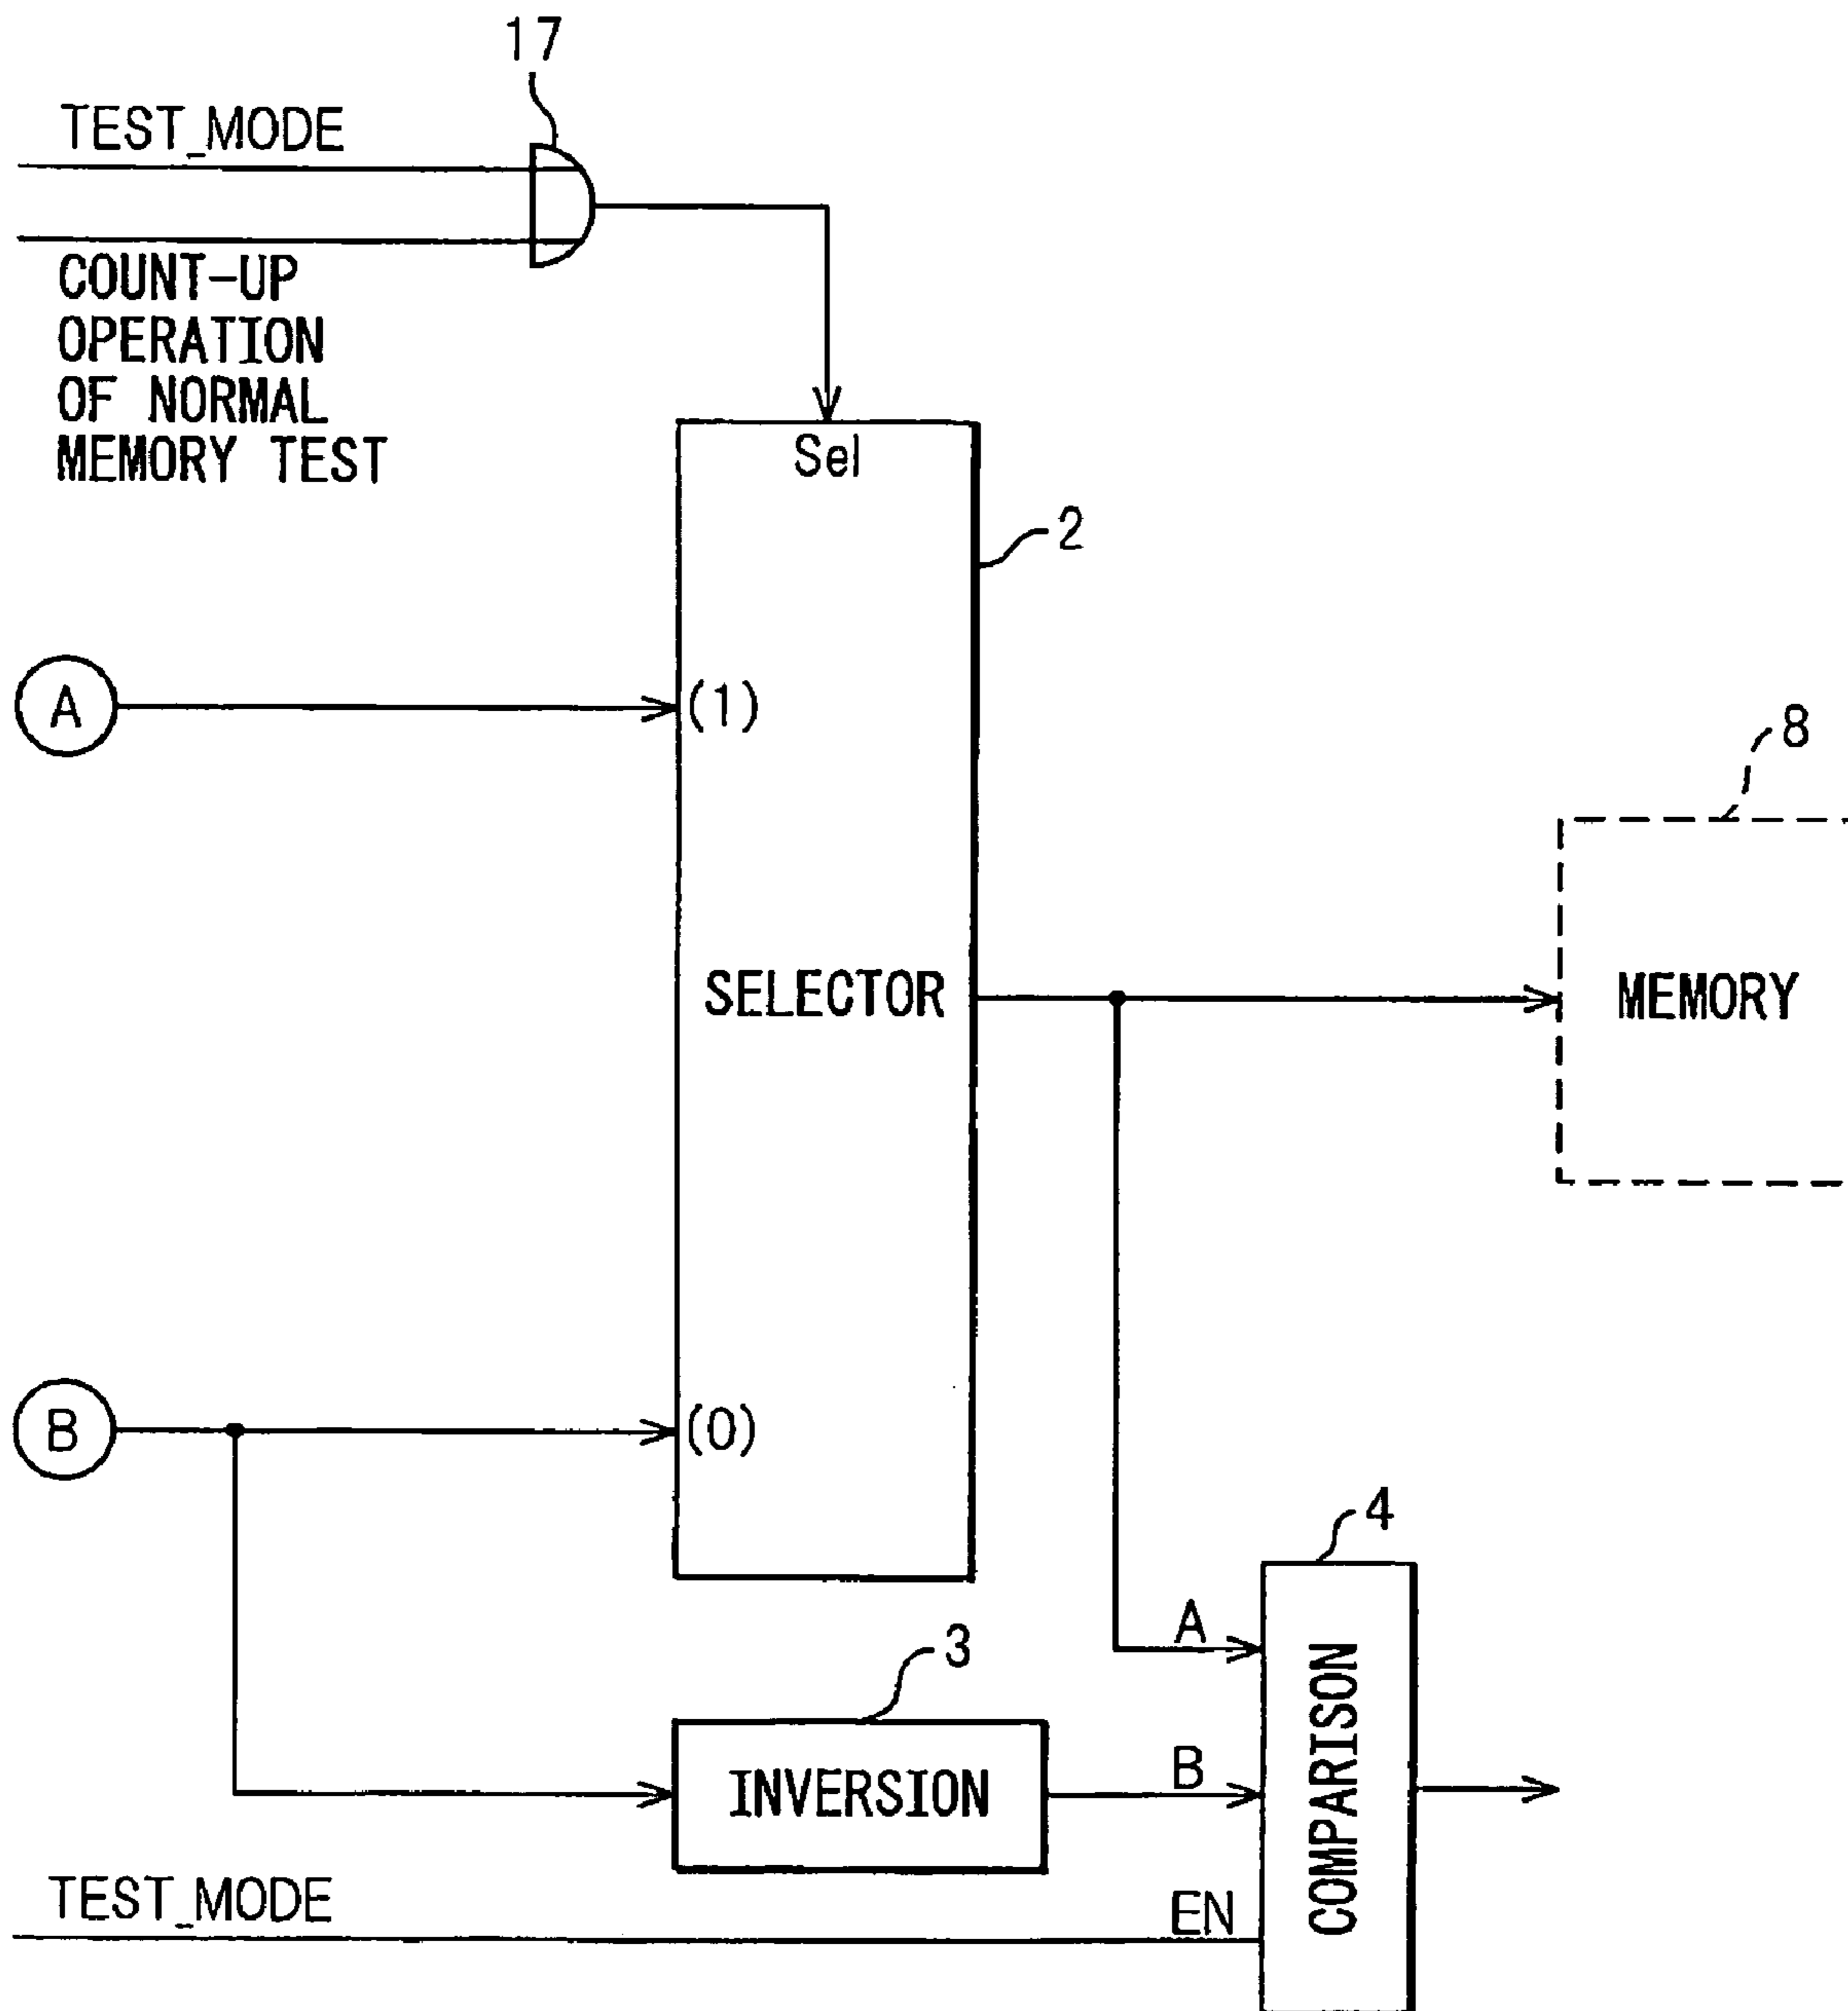 17
TEST_MODE
COUNT-UP
OPERATION
OF NORMAL
MEMORY TEST
Sel
2
A
(1)
8
SELECTOR
MEMORY
B
(0)
4
A
3
INVERSION
B
COMPARISON
TEST_MODE
EN